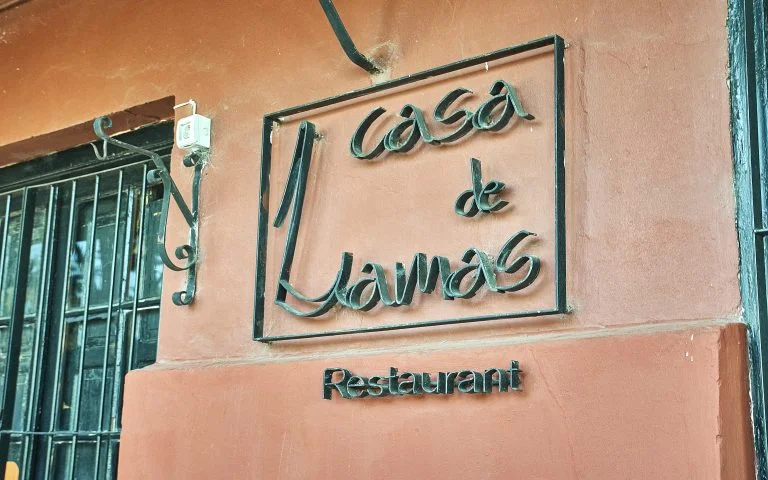 casa
de
Llamas
Restaurant